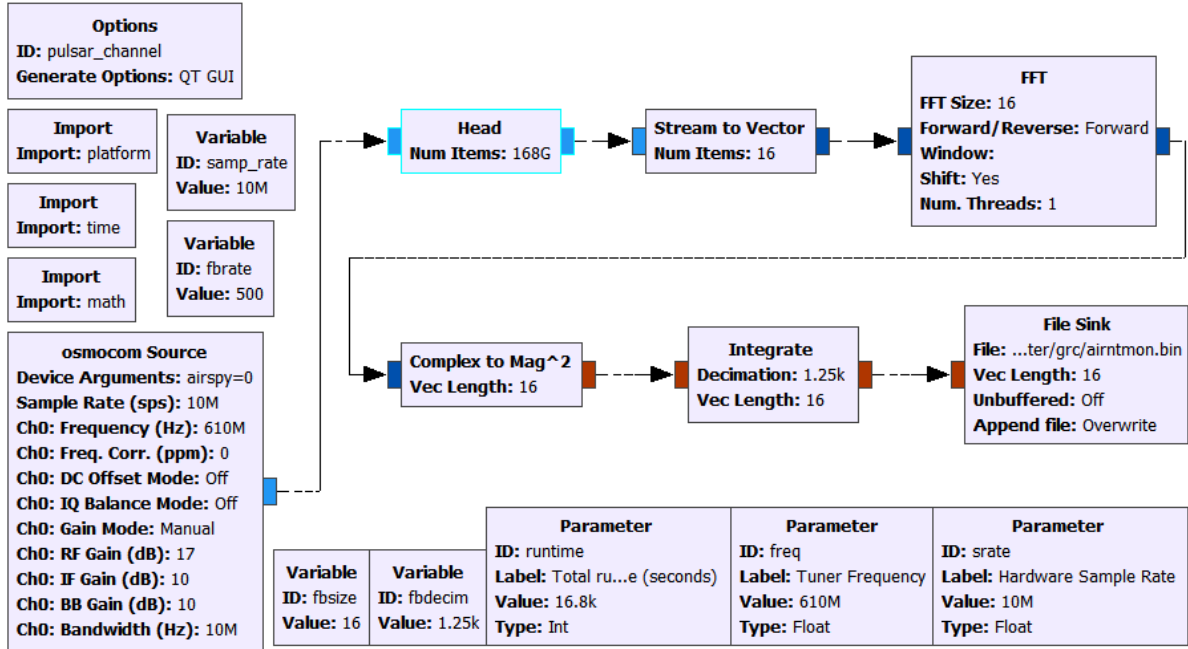 Options
ID: pulsar_channel
Generate Options: QT GUI
Import
Import: platform
Variable
ID: samp_rate
Value: 10M
Import
Import: time
Variable
ID: fbrate
Value: 500
Import
Import: math
osmocom Source
Device Arguments: airspy=0
Sample Rate (sps): 10M
Ch0: Frequency (Hz): 610M
Ch0: Freq. Corr. (ppm): 0
Ch0: DC Offset Mode: Off
Ch0: IQ Balance Mode: Off
Ch0: Gain Mode: Manual
Ch0: RF Gain (dB): 17
Ch0: IF Gain (dB): 10
Ch0: BB Gain (dB): 10
Ch0: Bandwidth (Hz): 10M
Head
Num Items: 168G
Stream to Vector
Num Items: 16
FFT
FFT Size: 16
Forward/Reverse: Forward
Window:
Shift: Yes
Num. Threads: 1
Complex to Mag^2
Vec Length: 16
Integrate
Decimation: 1.25k
Vec Length: 16
File Sink
File: ...ter/grc/airntmon.bin
Vec Length: 16
Unbuffered: Off
Append file: Overwrite
Variable
ID: fbsize
Value: 16
Variable
ID: fbdecim
Value: 1.25k
Parameter
ID: runtime
Label: Total ru...e (seconds)
Value: 16.8k
Type: Int
Parameter
ID: freq
Label: Tuner Frequency
Value: 610M
Type: Float
Parameter
ID: srate
Label: Hardware Sample Rate
Value: 10M
Type: Float